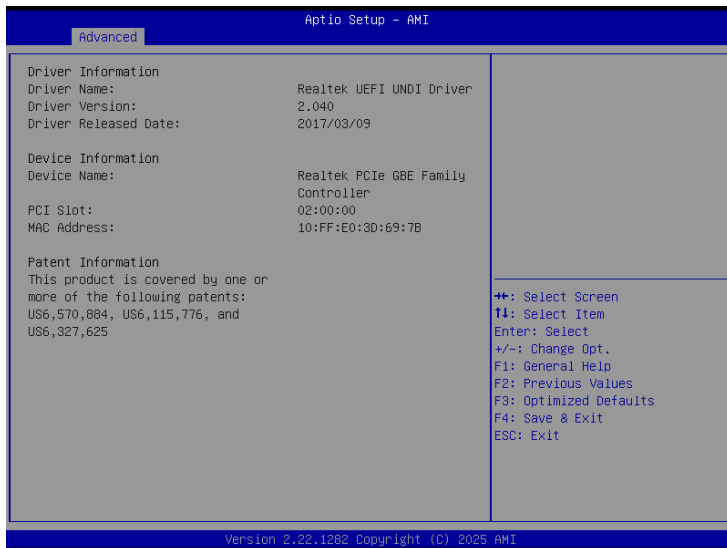 Aptio Setup - AMI
Advanced
Driver Information
Driver Name: Realtek UEFI UNDI Driver
Driver Version: 2.040
Driver Released Date: 2017/03/09
Device Information
Device Name: Realtek PCIe GBE Family
Controller
PCI Slot: 02:00:00
MAC Address: 10:FF:E0:3D:69:7B
Patent Information
This product is covered by one or
more of the following patents:
US6,570,884, US6,115,776, and
US6,327,625
→←: Select Screen
↑↓: Select Item
Enter: Select
+/-: Change Opt.
F1: General Help
F2: Previous Values
F3: Optimized Defaults
F4: Save & Exit
ESC: Exit
Version 2.22.1282 Copyright (C) 2025 AMI